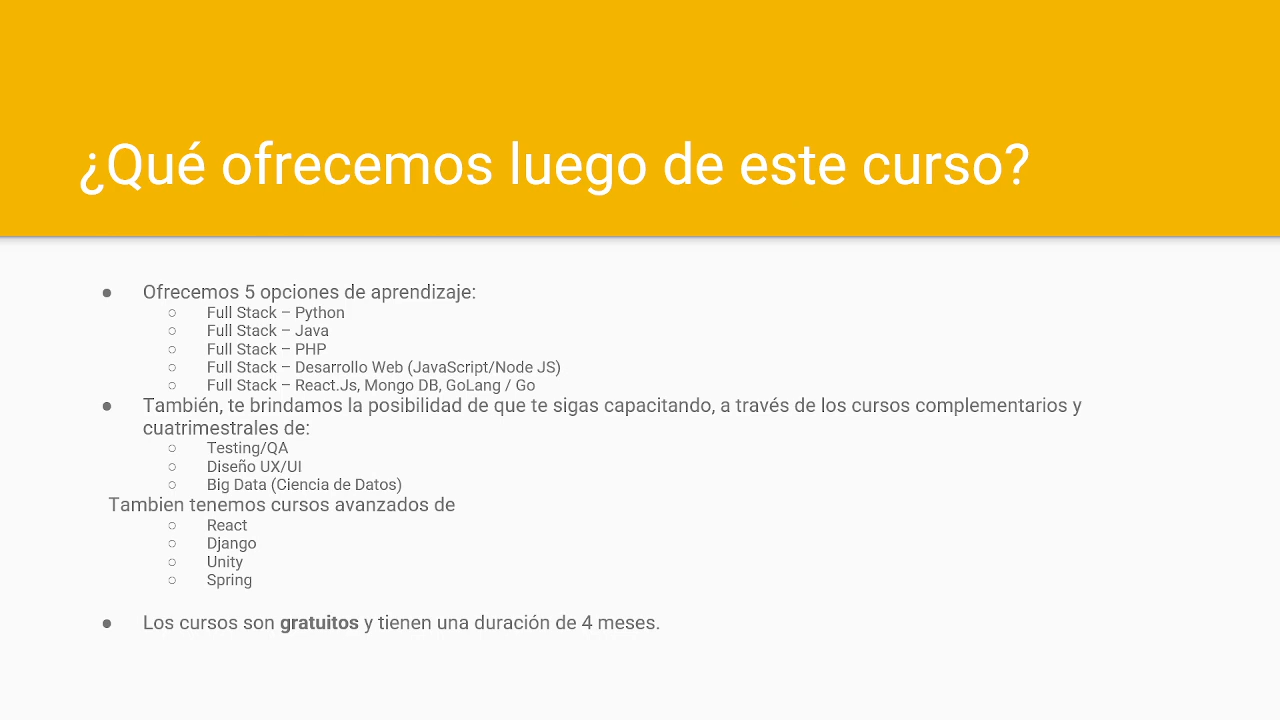 ¿Qué ofrecemos luego de este curso?
● Ofrecemos 5 opciones de aprendizaje:
○ Full Stack – Python
○ Full Stack – Java
○ Full Stack – PHP
○ Full Stack – Desarrollo Web (JavaScript/Node JS)
○ Full Stack – React.Js, Mongo DB, GoLang / Go
● También, te brindamos la posibilidad de que te sigas capacitando, a través de los cursos complementarios y
cuatrimestrales de:
○ Testing/QA
○ Diseño UX/UI
○ Big Data (Ciencia de Datos)
Tambien tenemos cursos avanzados de
○ React
○ Django
○ Unity
○ Spring
● Los cursos son gratuitos y tienen una duración de 4 meses.